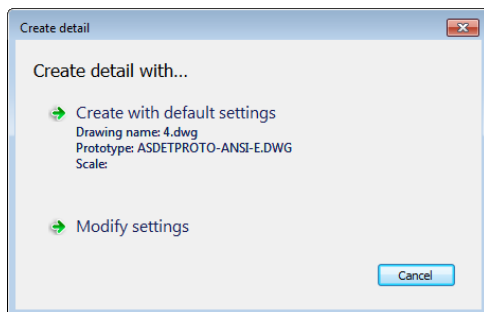 Create detail
Create detail with...
Create with default settings
Drawing name: 4.dwg
Prototype: ASDETPROTO-ANSI-E.DWG
Scale:
Modify settings
Cancel